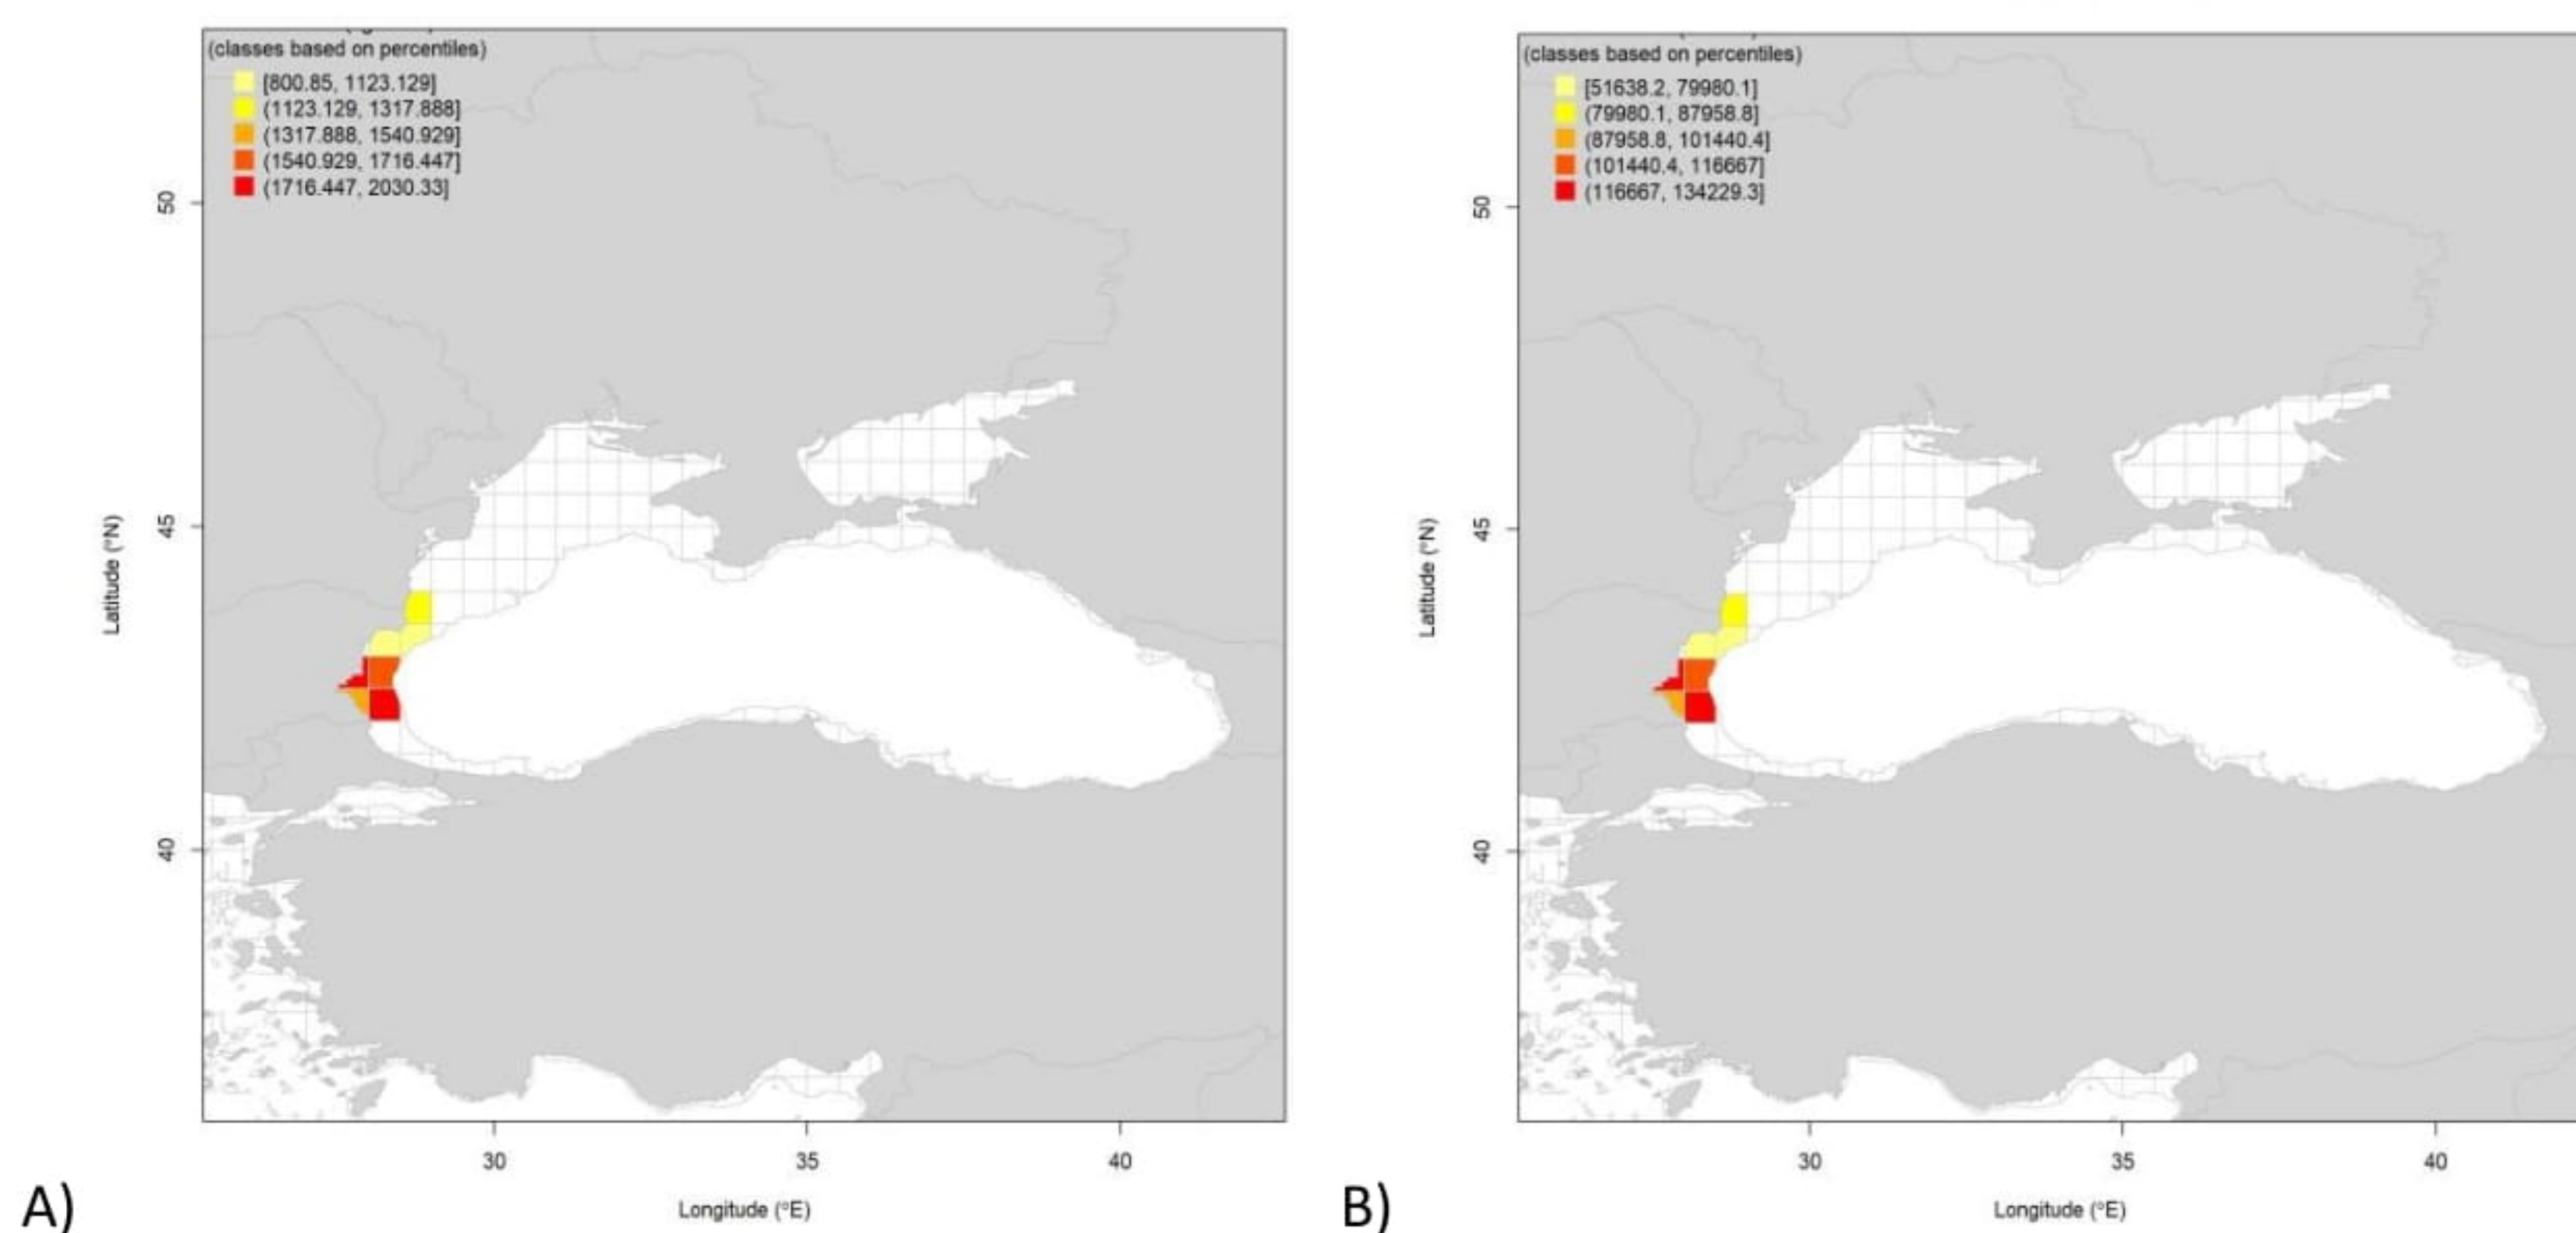 (classes based on percentiles)
[800.85, 1123.129]
(1123.129, 1317.888]
(1317.888, 1540.929]
(1540.929, 1716.447]
(1716.447, 2030.33]
50
45
40
Latitude (°N)
30 35 40
Longitude (°E)
A)
(classes based on percentiles)
[51638.2, 79980.1]
(79980.1, 87958.8]
(87958.8, 101440.4]
(101440.4, 116667]
(116667, 134229.3]
50
45
40
Latitude (°N)
30 35 40
Longitude (°E)
B)